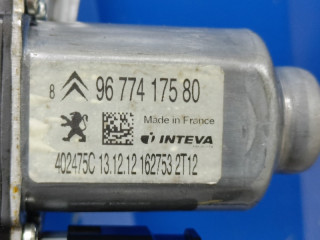 8 96 774 175 80
Made in France
INTEVA
402475C 13.12.12 162753 2T12